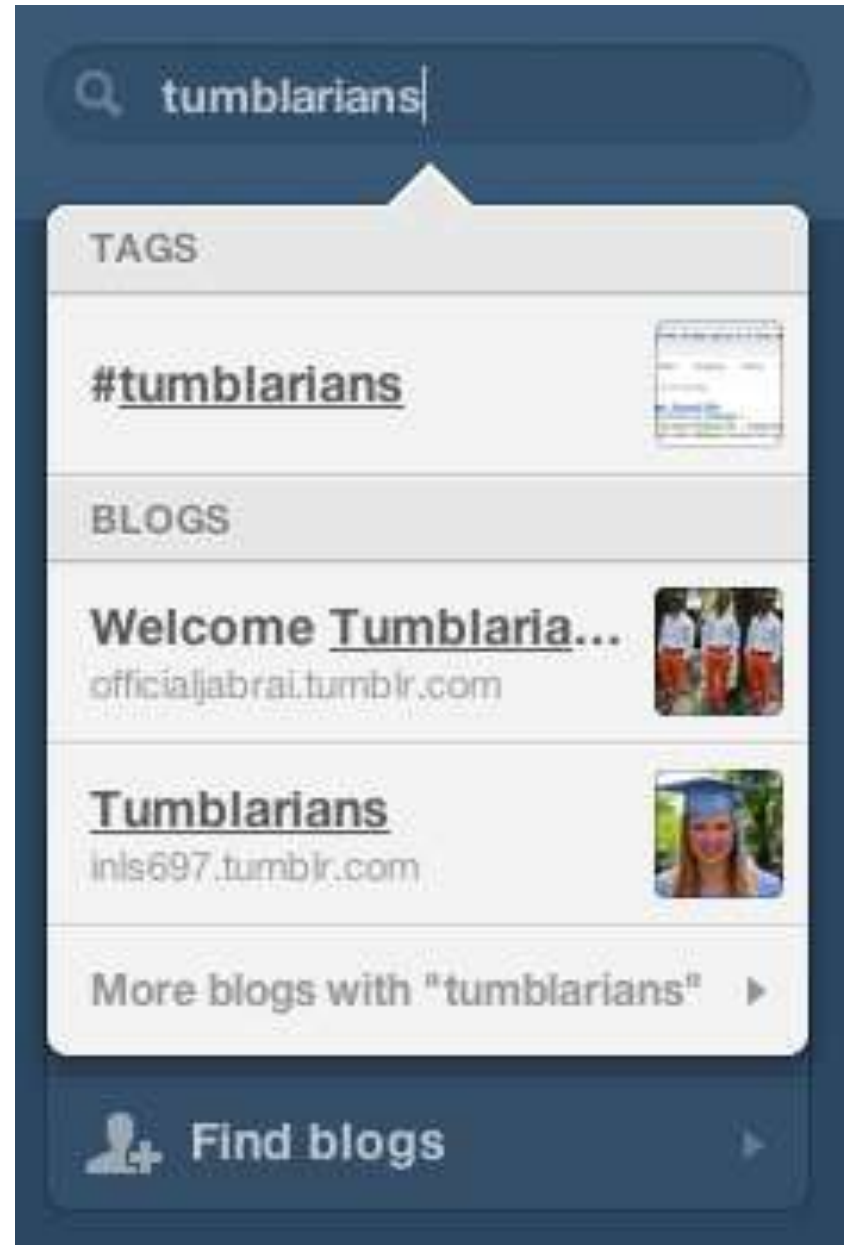 tumblarians
TAGS
#tumblarians
BLOGS
Welcome Tumblaria...
officialjabrai.tumblr.com
Tumblarians
inls697.tumblr.com
More blogs with "tumblarians"
Find blogs